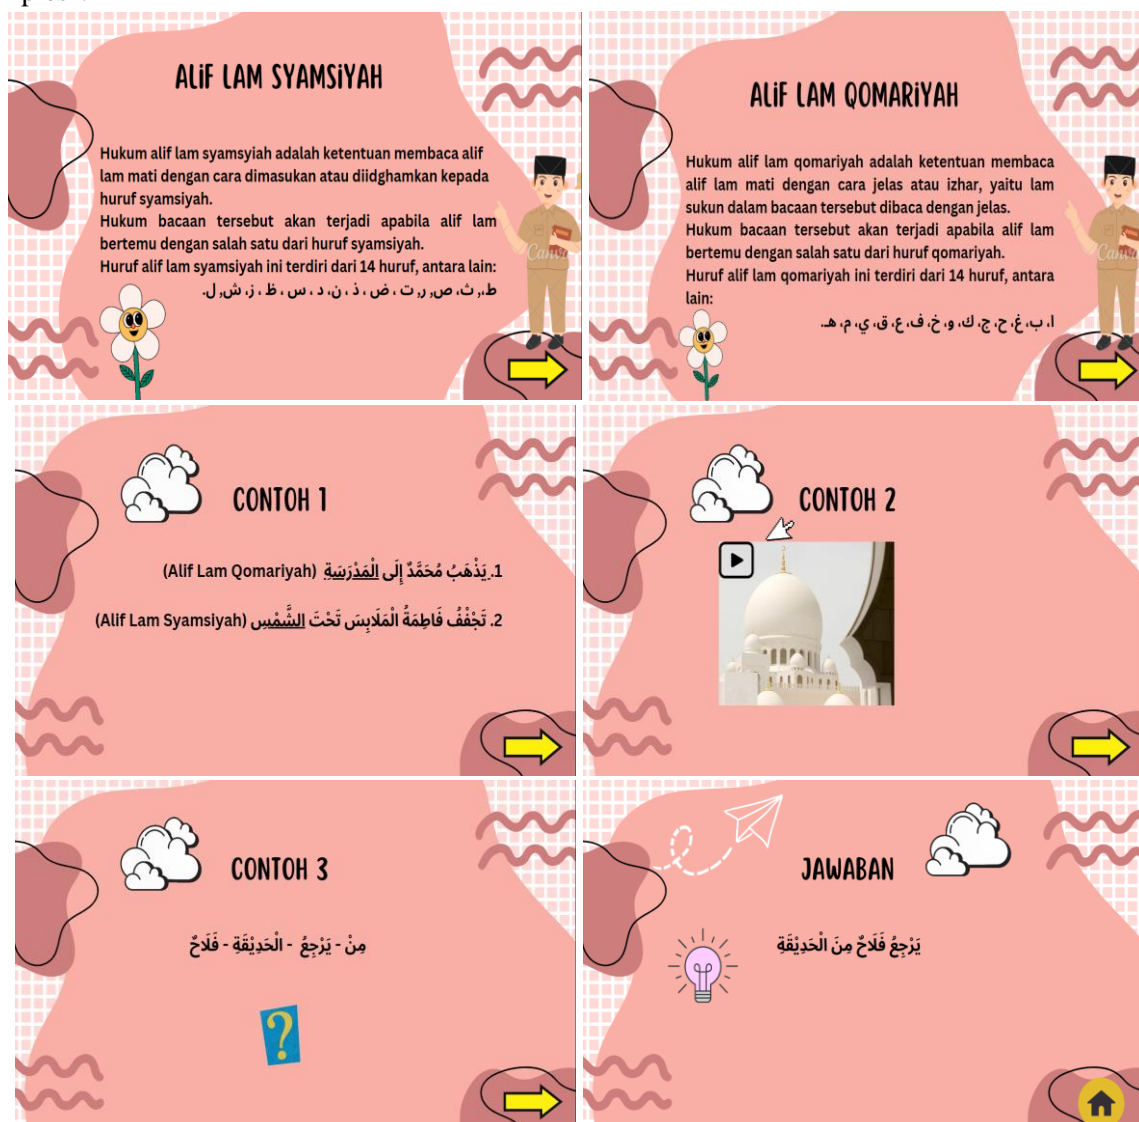 ALIF LAM SYAMSIYAH
Hukum alif lam syamsyiah adalah ketentuan membaca alif
lam mati dengan cara dimasukan atau diidghamkan kepada
huruf syamsiyah.
Hukum bacaan tersebut akan terjadi apabila alif lam
bertemu dengan salah satu dari huruf syamsiyah.
Huruf alif lam syamsiyah ini terdiri dari 14 huruf, antara lain:
ط,، ث، ص, ر, ت ، ض ، ذ ، ن، د ، س ، ظ ، ز، ش, ل.
Canva
ALIF LAM QOMARIYAH
Hukum alif lam qomariyah adalah ketentuan membaca
alif lam mati dengan cara jelas atau izhar, yaitu lam
sukun dalam bacaan tersebut dibaca dengan jelas.
Hukum bacaan tersebut akan terjadi apabila alif lam
bertemu dengan salah satu dari huruf qomariyah.
Huruf alif lam qomariyah ini terdiri dari 14 huruf, antara
lain:
ا، ب، غ، ح، ج، ك، و، خ، ف، ع، ق، ي، م، هـ.
Canva
CONTOH 1
1. يَذْهَبُ مُحَمَّدٌ إِلَى الْمَدْرَسَةِ (Alif Lam Qomariyah)
2. تَجْفْفُ فَاطِمَةُ الْمَلَابِسَ تَحْتَ الشَّمْسِ (Alif Lam Syamsiyah)
CONTOH 2
CONTOH 3
مِنْ - يَرْجِعُ - الْحَدِيْقَةِ - فَلَاحٌ
?
JAWABAN
يَرْجِعُ فَلَاحٌ مِنَ الْحَدِيْقَةِ